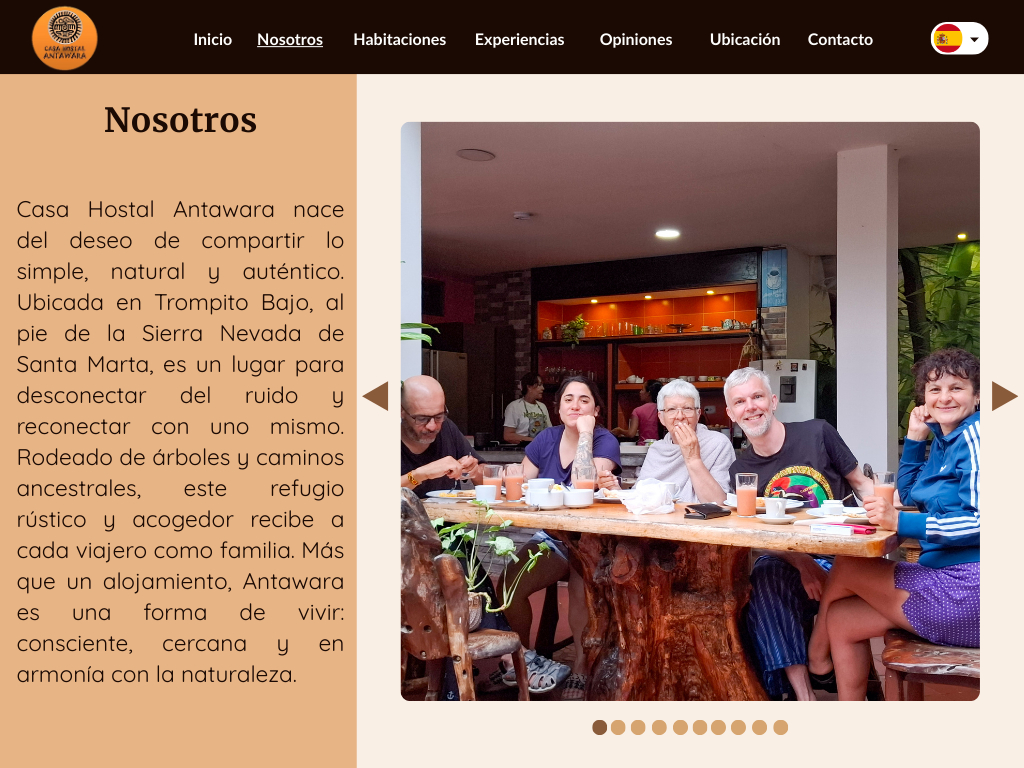 CASA HOSTAL
ANTAWARA
Inicio
Nosotros
Habitaciones
Experiencias
Opiniones
Ubicación
Contacto
Nosotros
Casa Hostal Antawara nace
del deseo de compartir lo
simple, natural y auténtico.
Ubicada en Trompito Bajo, al
pie de la Sierra Nevada de
Santa Marta, es un lugar para
desconectar del ruido y
reconectar con uno mismo.
Rodeado de árboles y caminos
ancestrales, este refugio
rústico y acogedor recibe a
cada viajero como familia. Más
que un alojamiento, Antawara
es una forma de vivir:
consciente, cercana y en
armonía con la naturaleza.